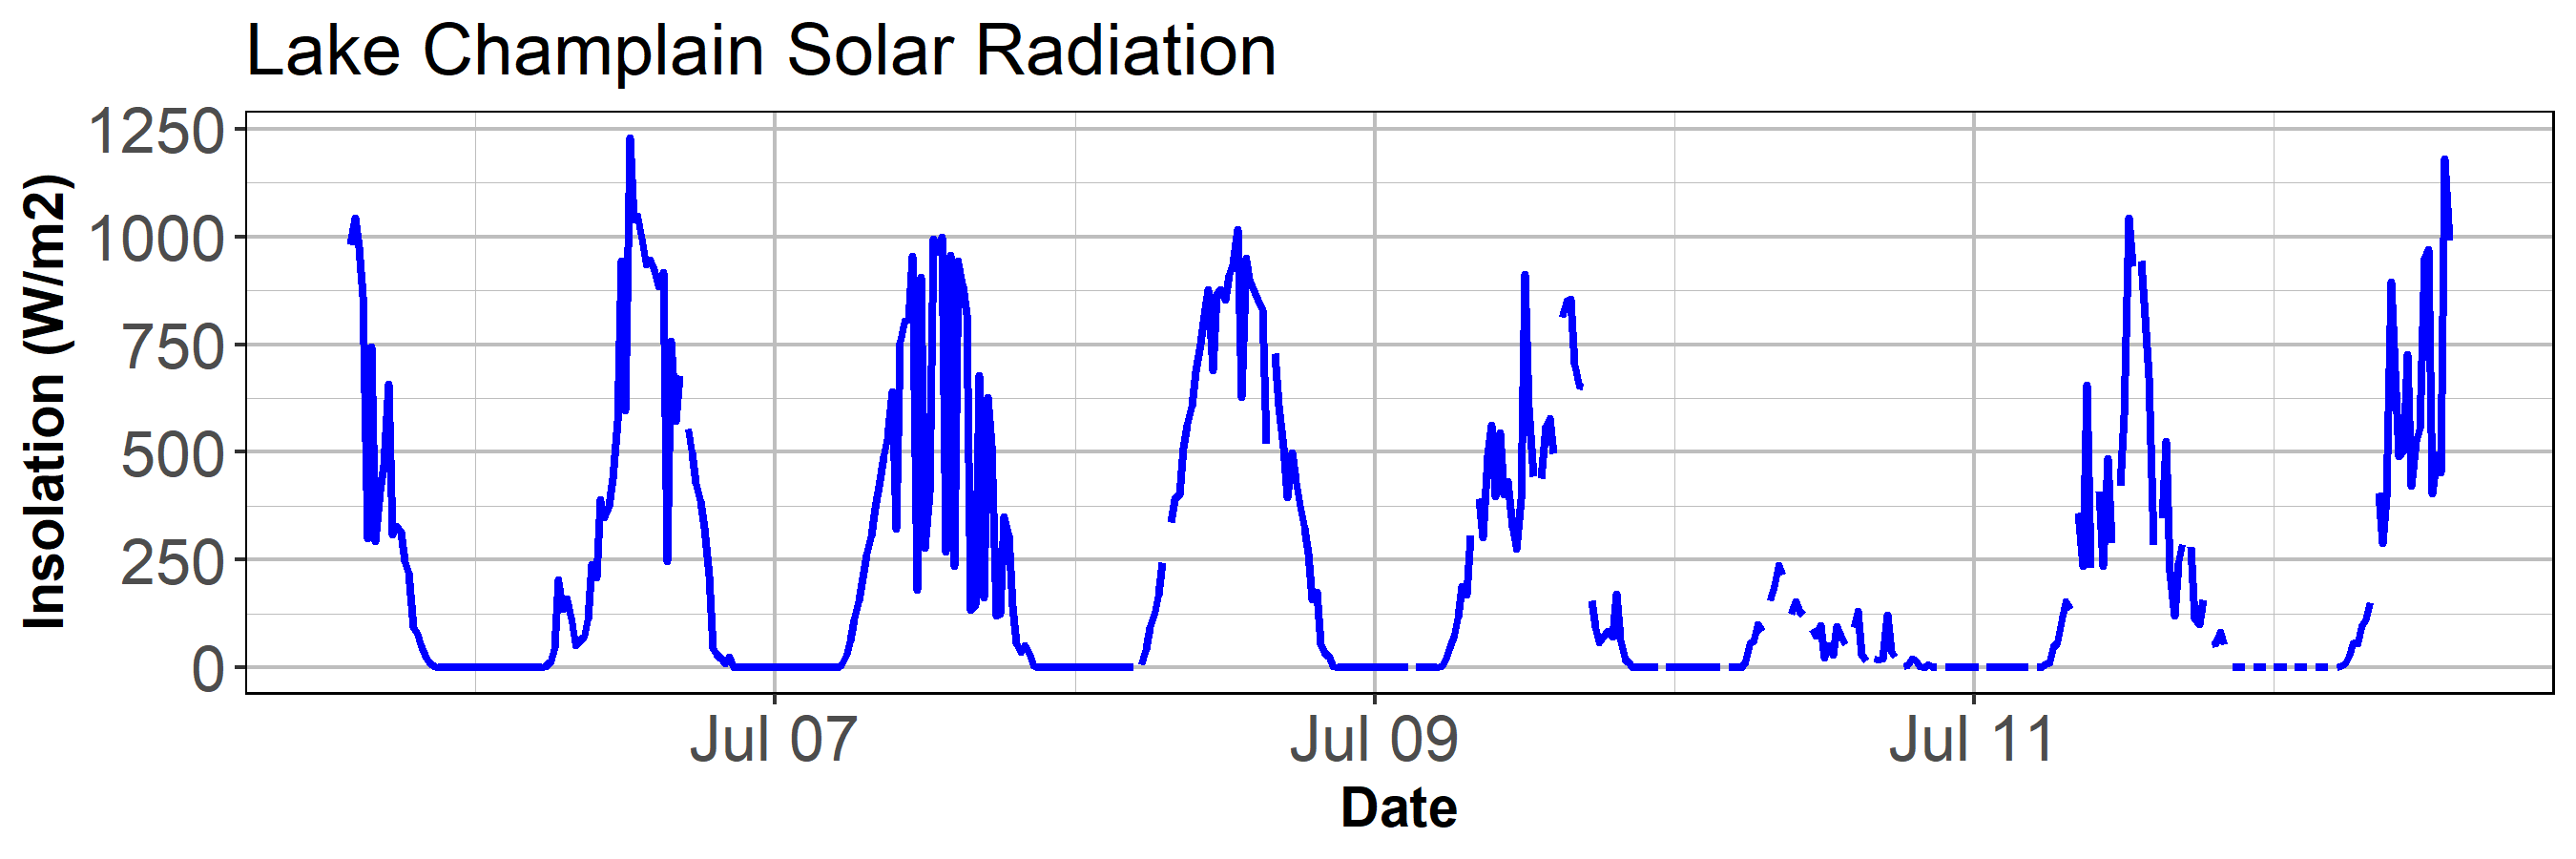 Lake Champlain Solar Radiation
Insolation (W/m2)
1250
1000
750
500
250
0
Jul 07
Jul 09
Jul 11
Date